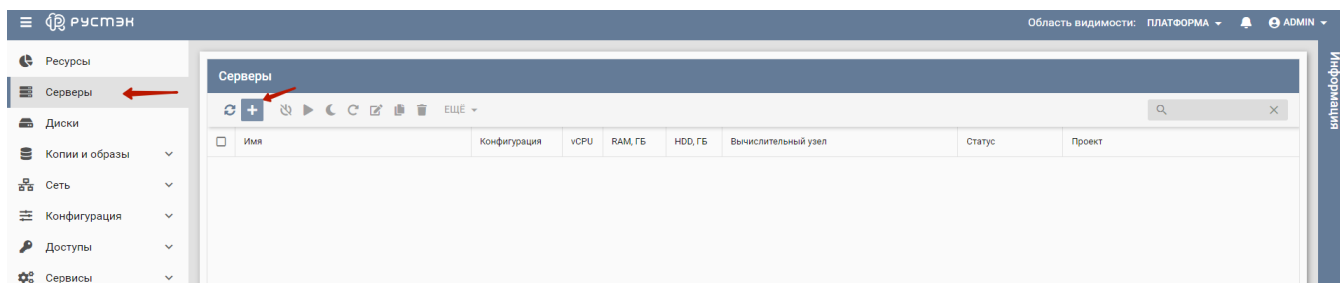 РУСТЭК
Область видимости: ПЛАТФОРМА
ADMIN
Ресурсы
Серверы
Диски
Копии и образы
Сеть
Конфигурация
Доступы
Сервисы
Серверы
ЕЩЁ
Имя
Конфигурация
vCPU
RAM, ГБ
HDD, ГБ
Вычислительный узел
Статус
Проект
Информация